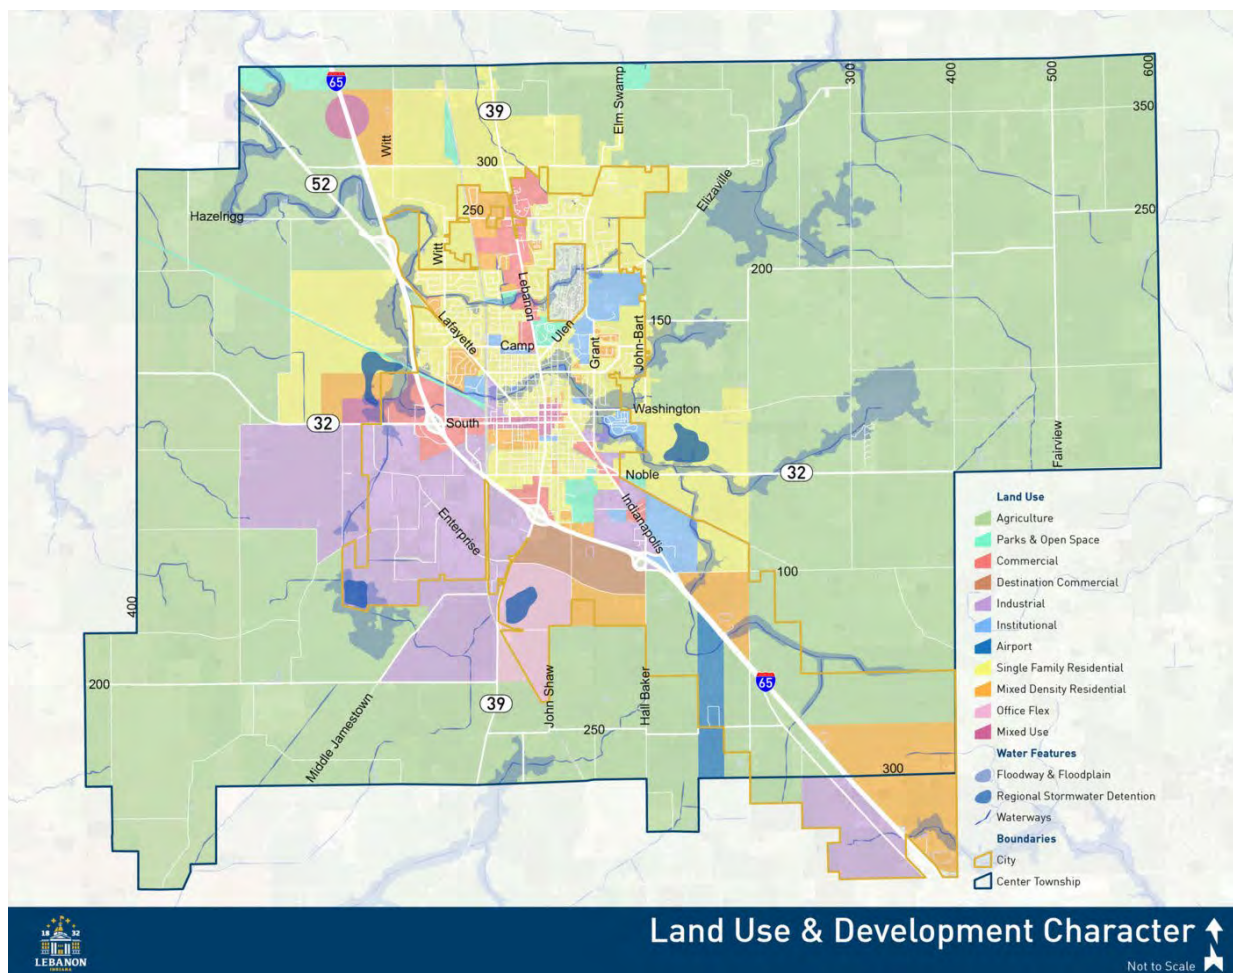 65
39
Elm Swamp
300
400
500
600
350
Witt
300
52
Elizaville
Hazelrigg
250
250
Witt
200
Lebanon
Lafayette
150
Ulen
Camp
Grant
John-Bart
Washington
32
South
Fairview
Noble
32
Indianapolis
Enterprise
100
400
200
65
39
John Shaw
Hall Baker
Middle Jamestown
250
300
Land Use
Agriculture
Parks & Open Space
Commercial
Destination Commercial
Industrial
Institutional
Airport
Single Family Residential
Mixed Density Residential
Office Flex
Mixed Use
Water Features
Floodway & Floodplain
Regional Stormwater Detention
Waterways
Boundaries
City
Center Township
18 32
LEBANON
INDIANA
Land Use & Development Character
Not to Scale